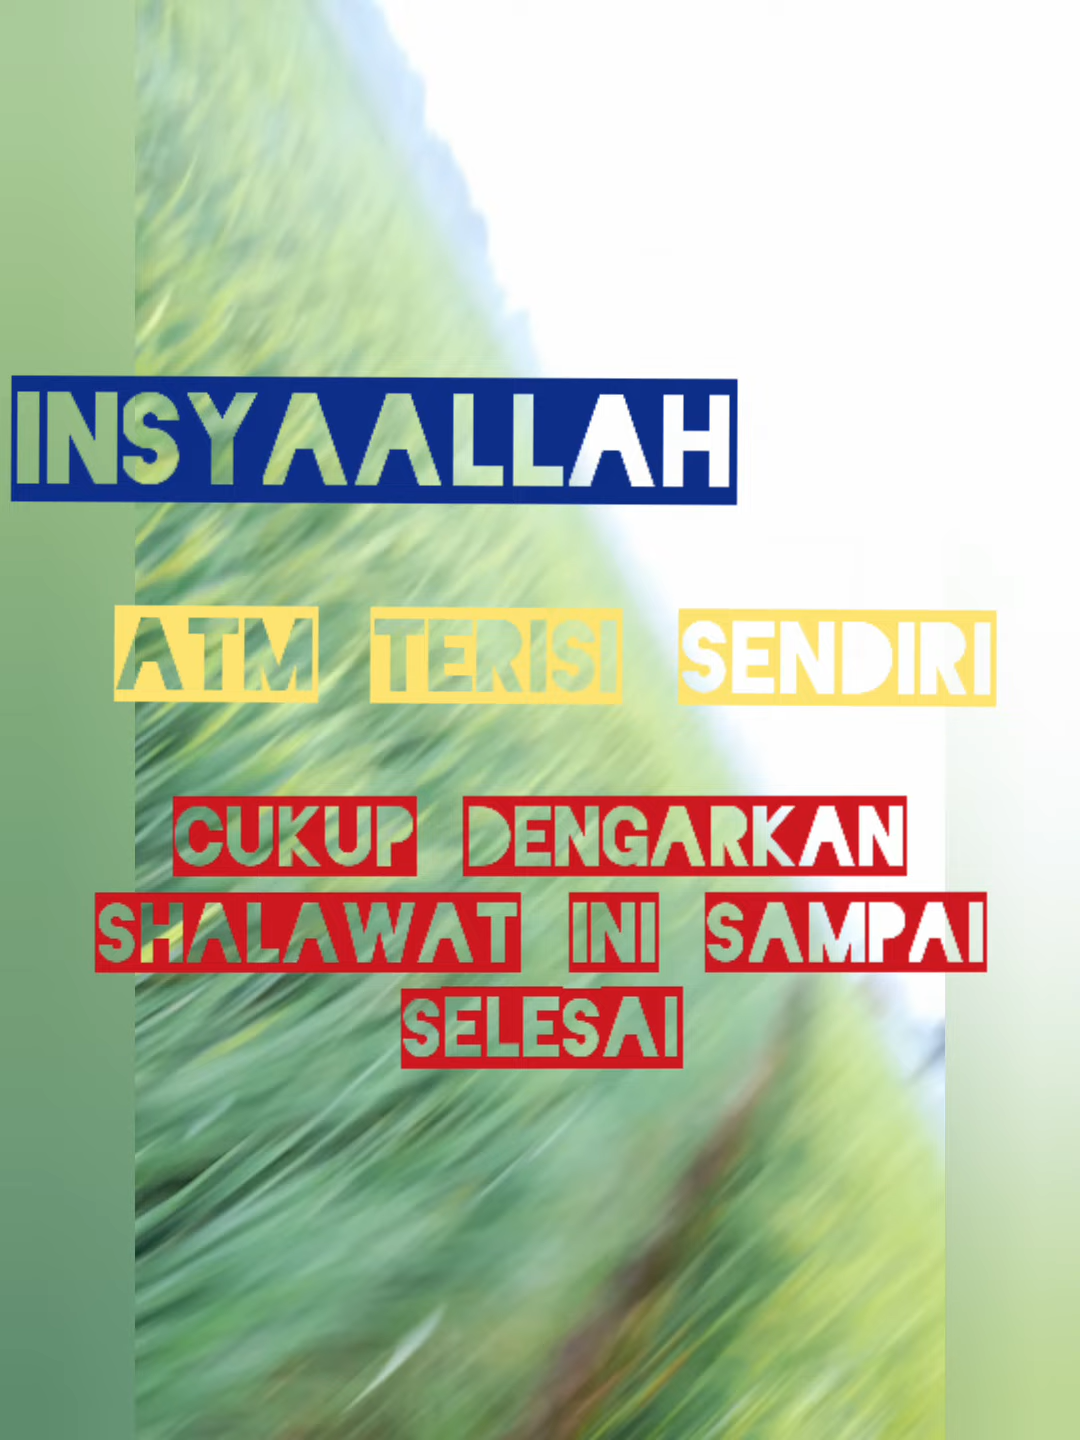 INSYAALLAH
ATM TERISI SENDIRI
CUKUP DENGARKAN
SHALAWAT INI SAMPAI
SELESAI